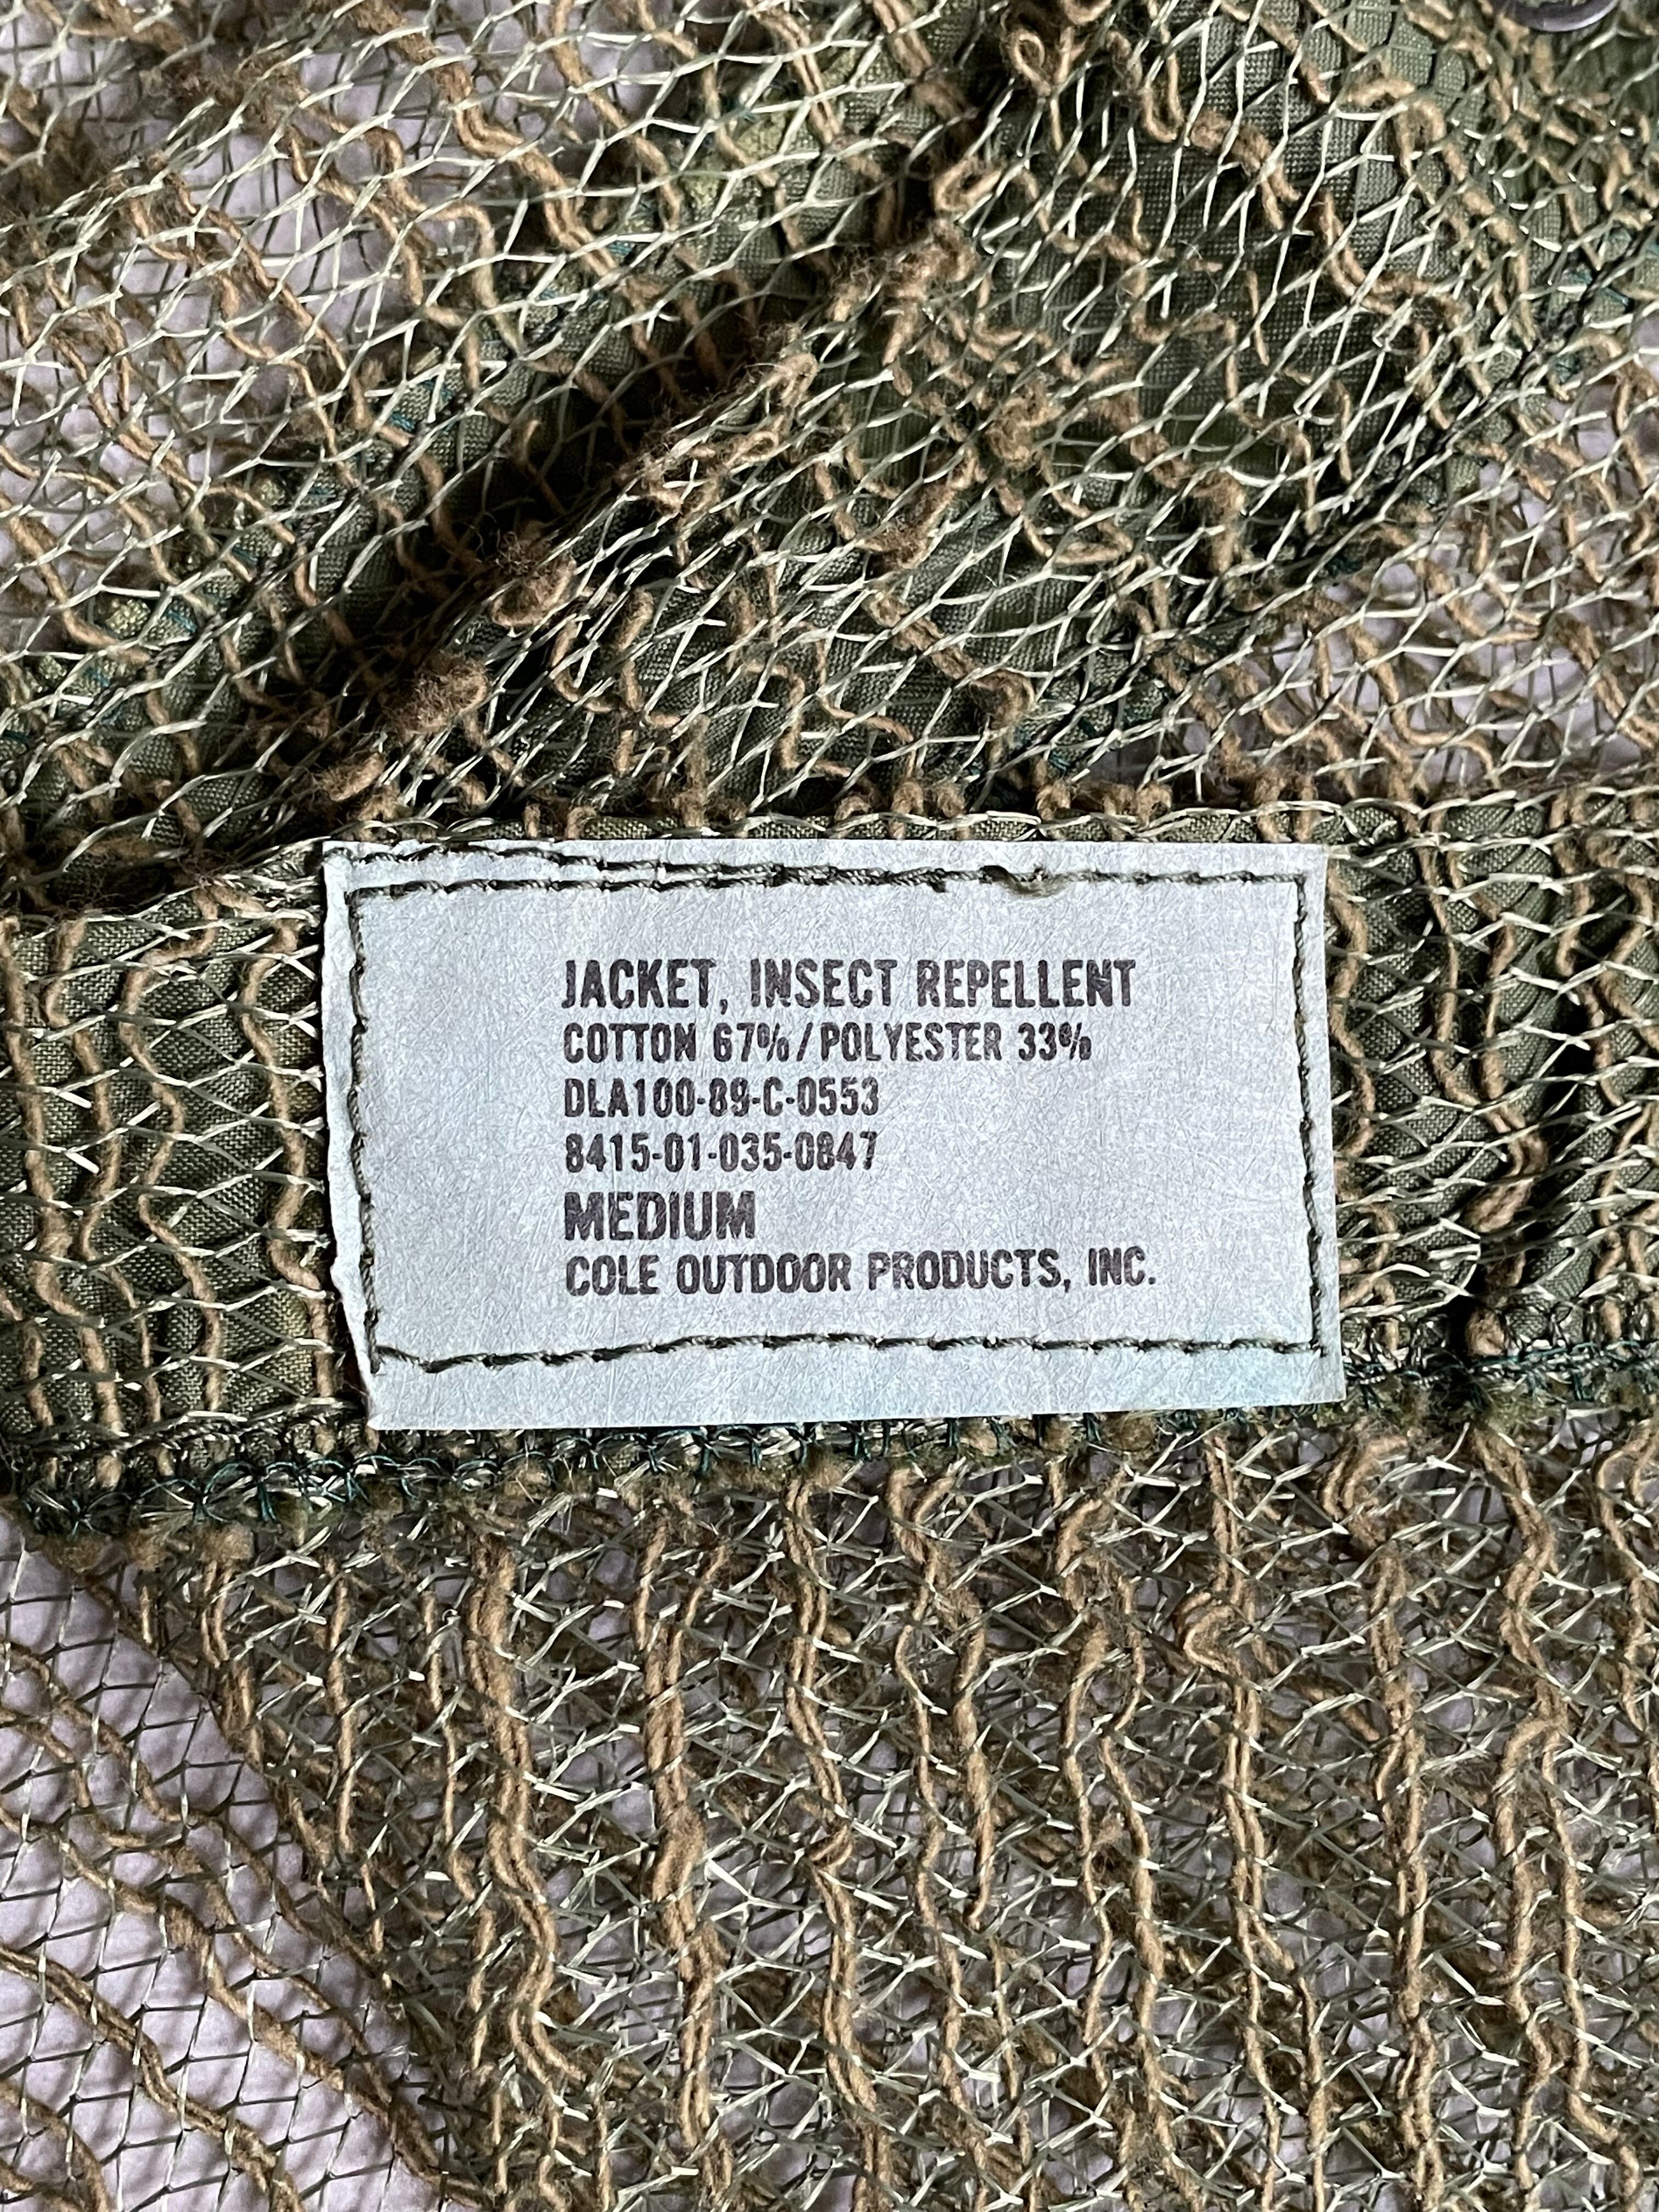 JACKET, INSECT REPELLENT
COTTON 67%/POLYESTER 33%
DLA100-89-C-0553
8415-01-035-0847
MEDIUM
COLE OUTDOOR PRODUCTS, INC.